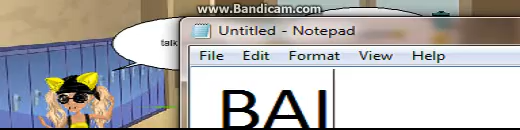 www.Bandicam.com
talk
Untitled - Notepad
File Edit Format View Help
BAI